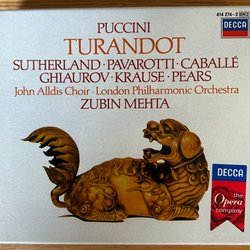 PUCCINI
414 274-2
DECCA
TURANDOT
SUTHERLAND · PAVAROTTI · CABALLÉ
GHIAUROV · KRAUSE · PEARS
John Alldis Choir · London Philharmonic Orchestra
ZUBIN MEHTA
DECCA
the
Opera
company